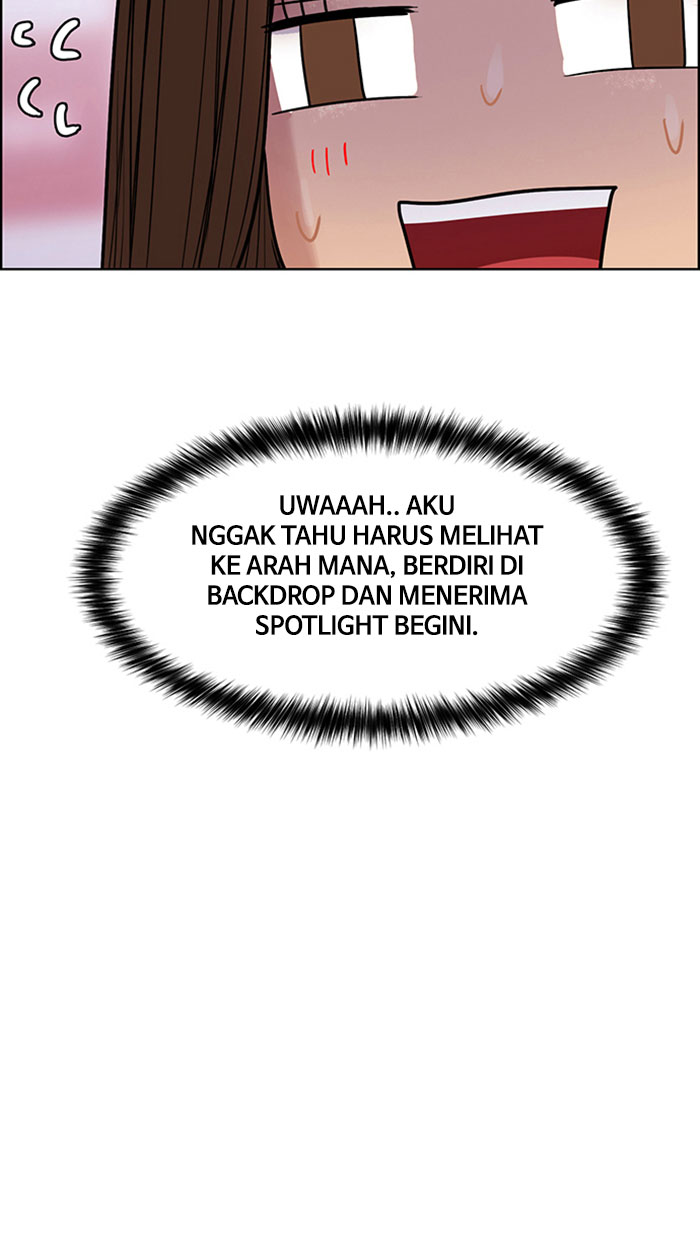 UWAAAH.. AKU
NGGAK TAHU HARUS MELIHAT
KE ARAH MANA, BERDIRI DI
BACKDROP DAN MENERIMA
SPOTLIGHT BEGINI.